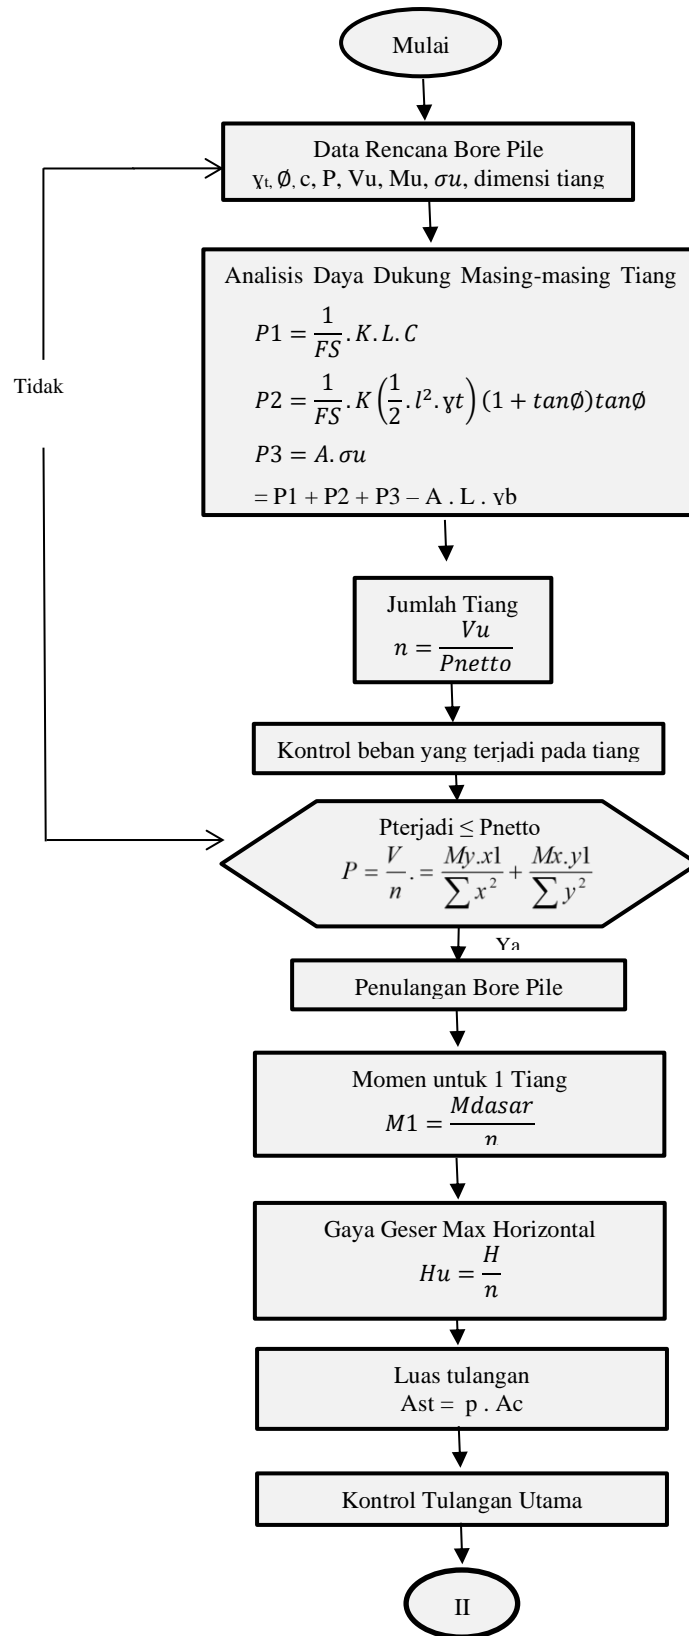 Mulai
Data Rencana Bore Pile
ɣt, ∅, c, P, Vu, Mu, σu, dimensi tiang
Analisis Daya Dukung Masing-masing Tiang
P1 = 1/FS . K. L. C
P2 = 1/FS . K (1/2 . l². ɣt) (1 + tan∅)tan∅
P3 = A. σu
= P1 + P2 + P3 – A . L . ɣb
Tidak
Jumlah Tiang
n = Vu/Pnetto
Kontrol beban yang terjadi pada tiang
Pterjadi ≤ Pnetto
P = V/n . = My.x1/∑x² + Mx.y1/∑y²
Ya
Penulangan Bore Pile
Momen untuk 1 Tiang
M1 = Mdasar/n
Gaya Geser Max Horizontal
Hu = H/n
Luas tulangan
Ast = p . Ac
Kontrol Tulangan Utama
II